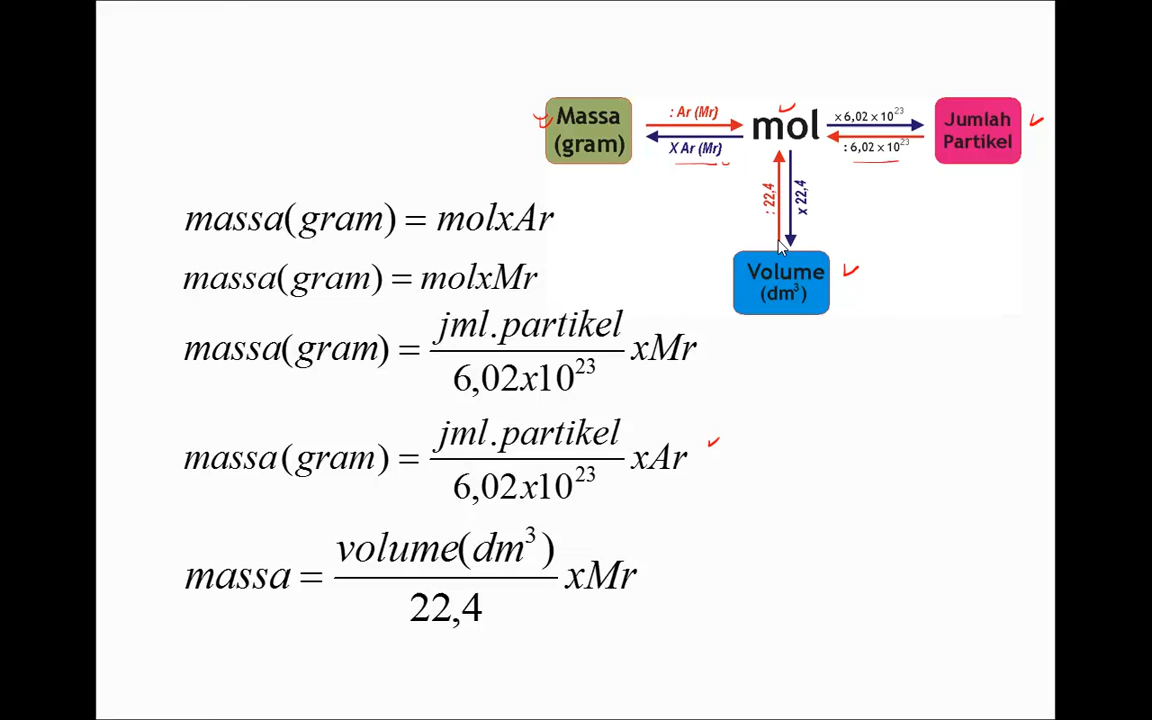 Massa
(gram)
: Ar (Mr)
X Ar (Mr)
mol
x 6,02 x 10²³
: 6,02 x 10²³
Jumlah
Partikel
: 22,4
x 22,4
Volume
(dm³)
massa(gram) = molxAr
massa(gram) = molxMr
massa(gram) = jml.partikel / 6,02x10²³ xMr
massa(gram) = jml.partikel / 6,02x10²³ xAr
massa = volume(dm³) / 22,4 xMr